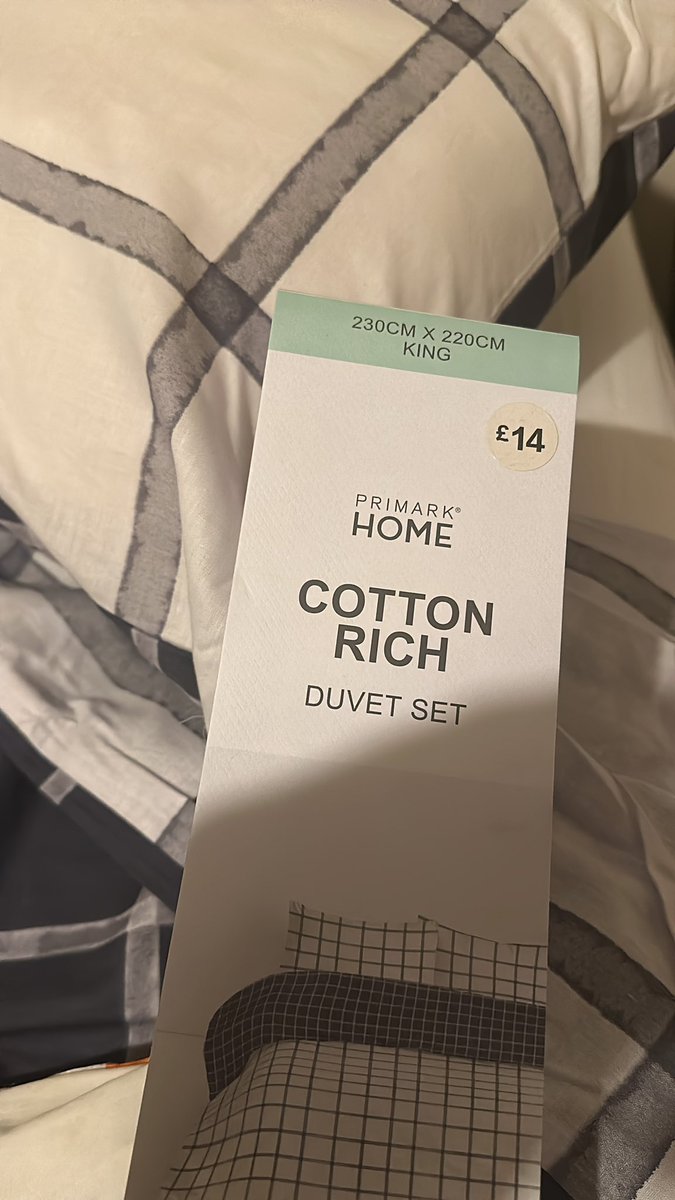 230CM X 220CM
KING
£14
PRIMARK®
HOME
COTTON
RICH
DUVET SET